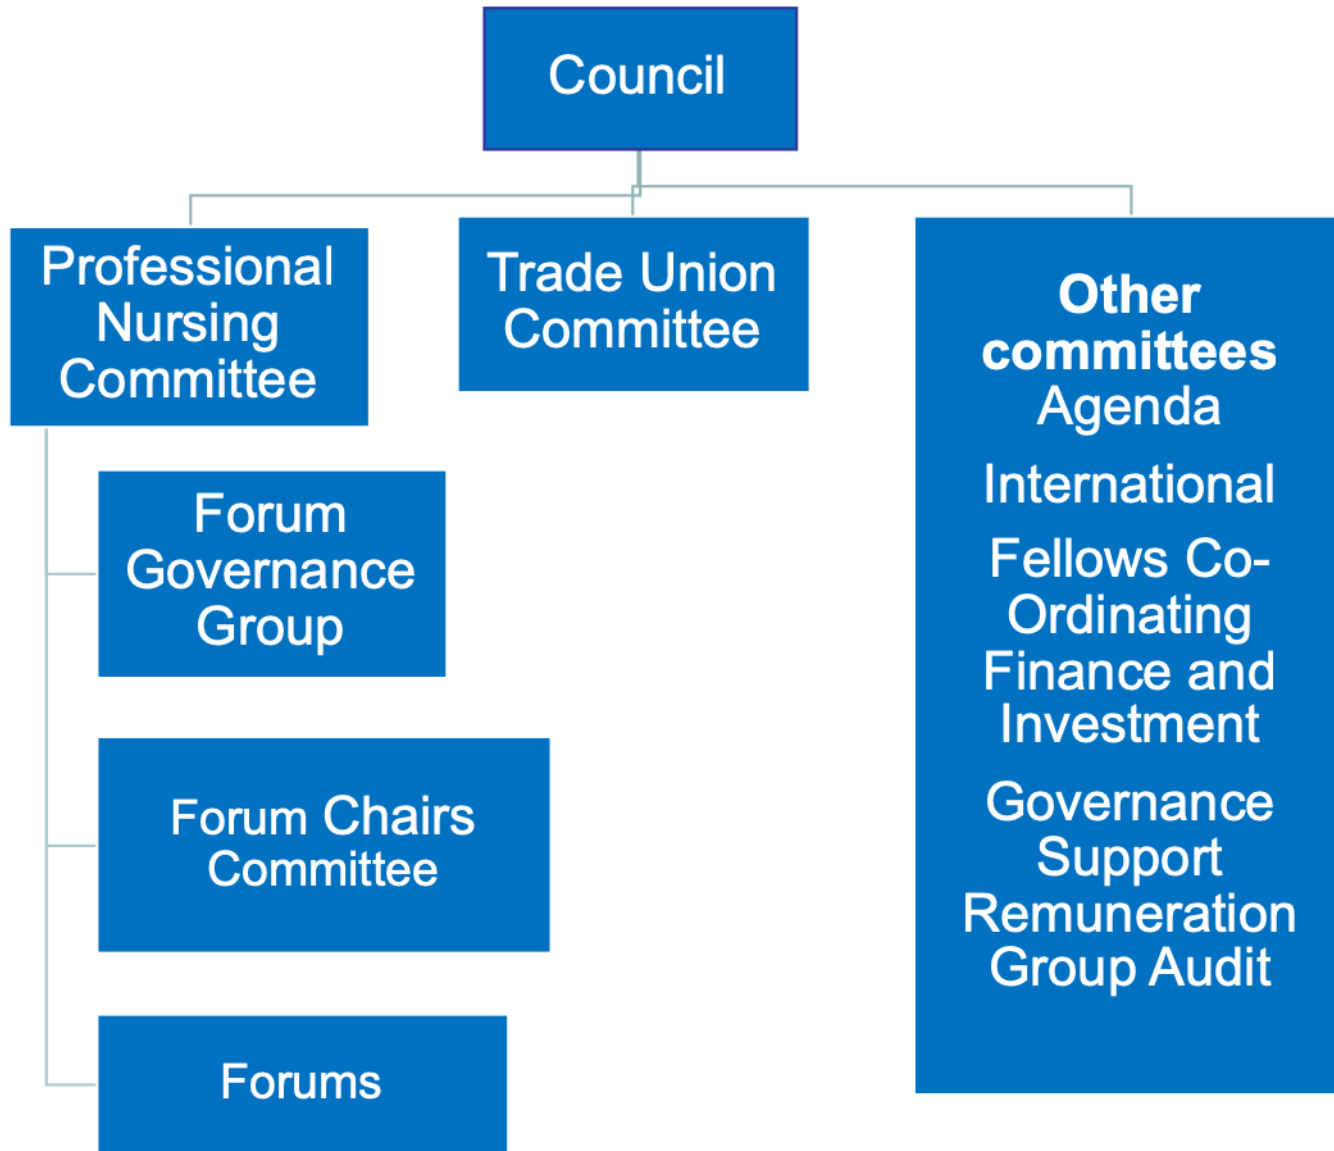 Council
Professional
Nursing
Committee
Trade Union
Committee
Other
committees
Agenda
International
Fellows Co-
Ordinating
Finance and
Investment
Governance
Support
Remuneration
Group Audit
Forum
Governance
Group
Forum Chairs
Committee
Forums